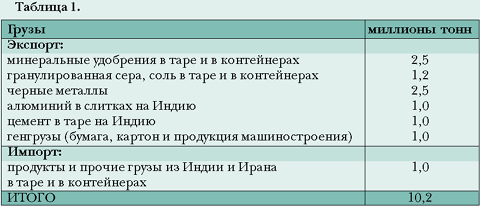 Таблица 1.
Грузы миллионы тонн
Экспорт:
минеральные удобрения в таре и в контейнерах 2,5
гранулированная сера, соль в таре и в контейнерах 1,2
черные металлы 2,5
алюминий в слитках на Индию 1,0
цемент в таре на Индию 1,0
генгрузы (бумага, картон и продукция машиностроения) 1,0
Импорт:
продукты и прочие грузы из Индии и Ирана 1,0
в таре и в контейнерах
ИТОГО 10,2